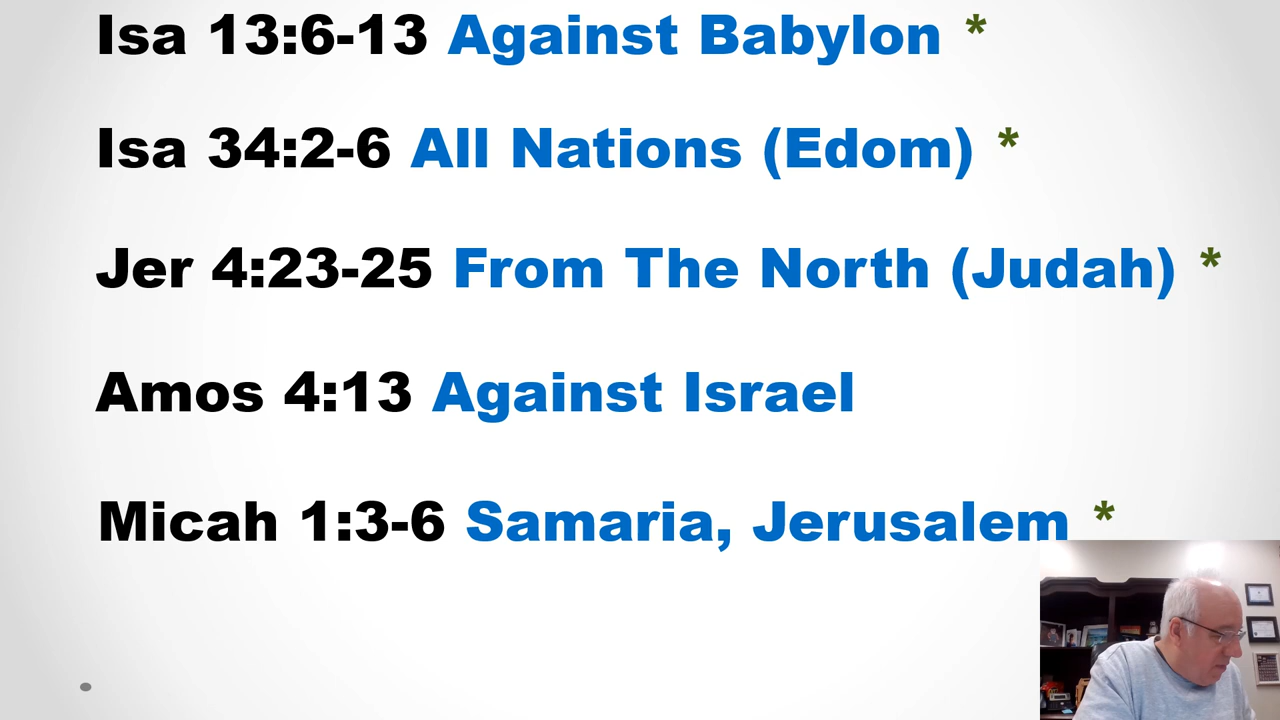 Isa 13:6-13 Against Babylon *
Isa 34:2-6 All Nations (Edom) *
Jer 4:23-25 From The North (Judah) *
Amos 4:13 Against Israel
Micah 1:3-6 Samaria, Jerusalem *